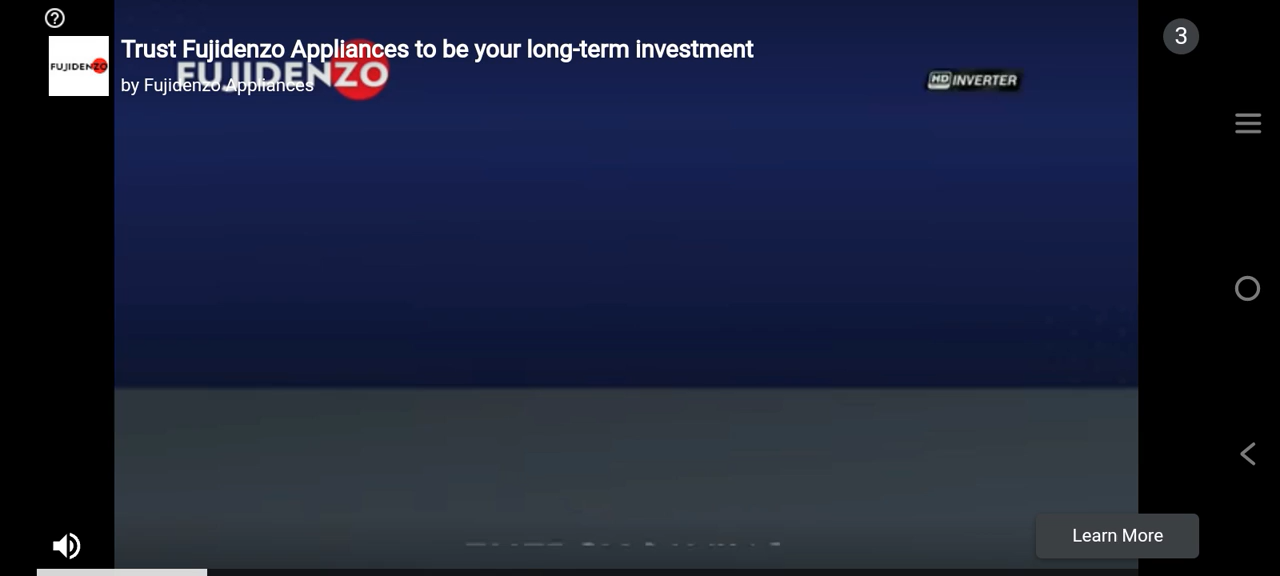 Trust Fujidenzo Appliances to be your long-term investment
FUJIDENZO
by Fujidenzo Appliances
FUJIDENZO
HD INVERTER
3
Learn More